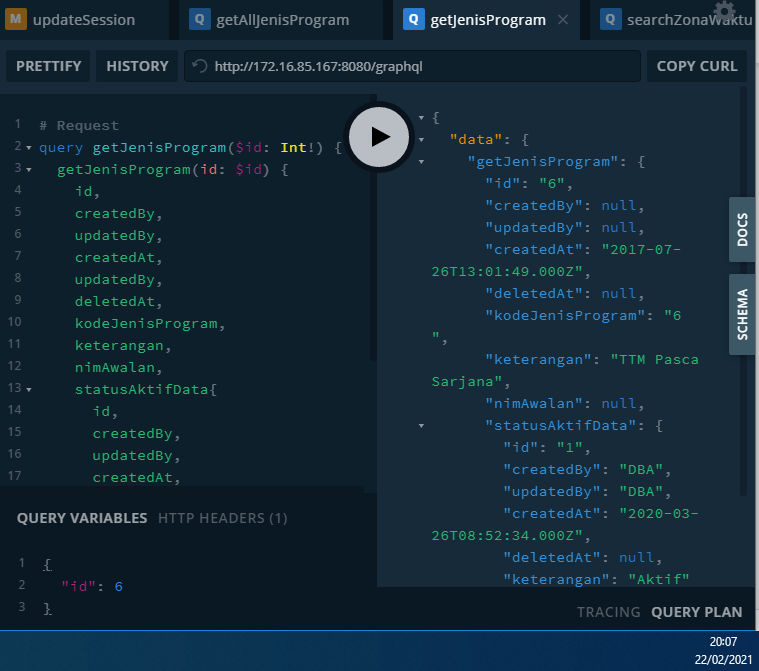 M updateSession
Q getAllJenisProgram
Q getJenisProgram ×
Q searchZonaWaktu
PRETTIFY HISTORY http://172.16.85.167:8080/graphql COPY CURL
1 # Request
2 query getJenisProgram($id: Int!) {
3 getJenisProgram(id: $id) {
4 id,
5 createdBy,
6 updatedBy,
7 createdAt,
8 updatedBy,
9 deletedAt,
10 kodeJenisProgram,
11 keterangan,
12 nimAwalan,
13 statusAktifData{
14 id,
15 createdBy,
16 updatedBy,
17 createdAt,
QUERY VARIABLES HTTP HEADERS (1)
1 {
2 "id": 6
3 }
{
"data": {
"getJenisProgram": {
"id": "6",
"createdBy": null,
"updatedBy": null,
"createdAt": "2017-07-
26T13:01:49.000Z",
"deletedAt": null,
"kodeJenisProgram": "6
",
"keterangan": "TTM Pasca
Sarjana",
"nimAwalan": null,
"statusAktifData": {
"id": "1",
"createdBy": "DBA",
"updatedBy": "DBA",
"createdAt": "2020-03-
26T08:52:34.000Z",
"deletedAt": null,
"keterangan": "Aktif"
DOCS
SCHEMA
TRACING QUERY PLAN
20:07
22/02/2021